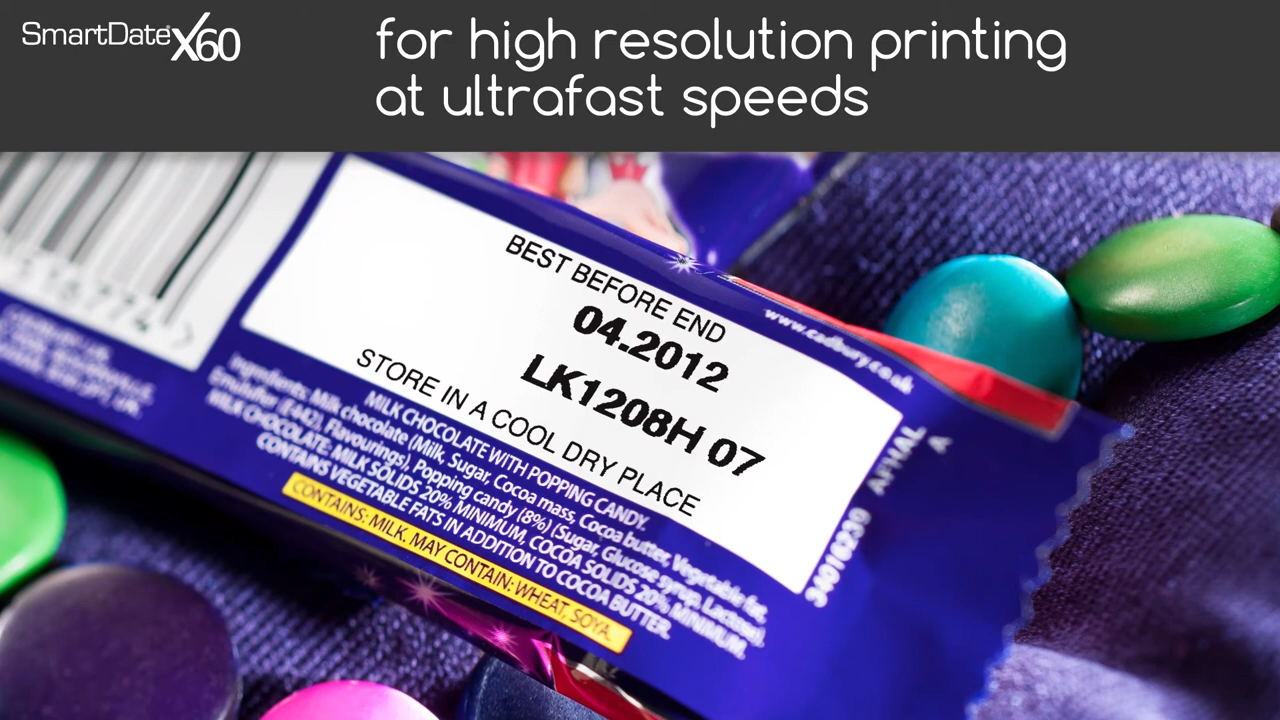 SmartDate X60
for high resolution printing
at ultrafast speeds
BEST BEFORE END
04.2012
LK1208H 07
STORE IN A COOL DRY PLACE
www.cadbury.co.uk
MILK CHOCOLATE WITH POPPING CANDY.
Ingredients: Milk chocolate (Milk, Sugar, Cocoa mass, Cocoa butter, Vegetable fat,
Emulsifier (E442), Flavourings), Popping candy (8%) (Sugar, Glucose syrup, Lactose).
MILK CHOCOLATE: MILK SOLIDS 20% MINIMUM, COCOA SOLIDS 20% MINIMUM.
CONTAINS VEGETABLE FATS IN ADDITION TO COCOA BUTTER.
CONTAINS: MILK. MAY CONTAIN: WHEAT, SOYA.
A